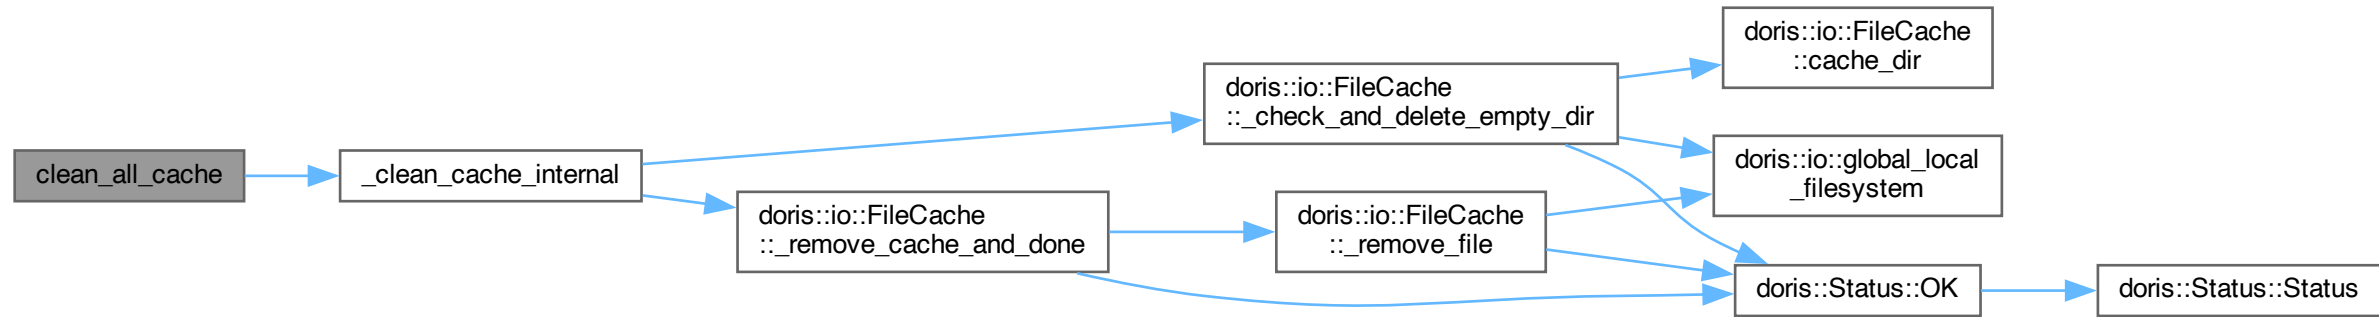 clean_all_cache
_clean_cache_internal
doris::io::FileCache
::_check_and_delete_empty_dir
doris::io::FileCache
::_remove_cache_and_done
doris::io::FileCache
::_remove_file
doris::io::FileCache
::cache_dir
doris::io::global_local
_filesystem
doris::Status::OK
doris::Status::Status